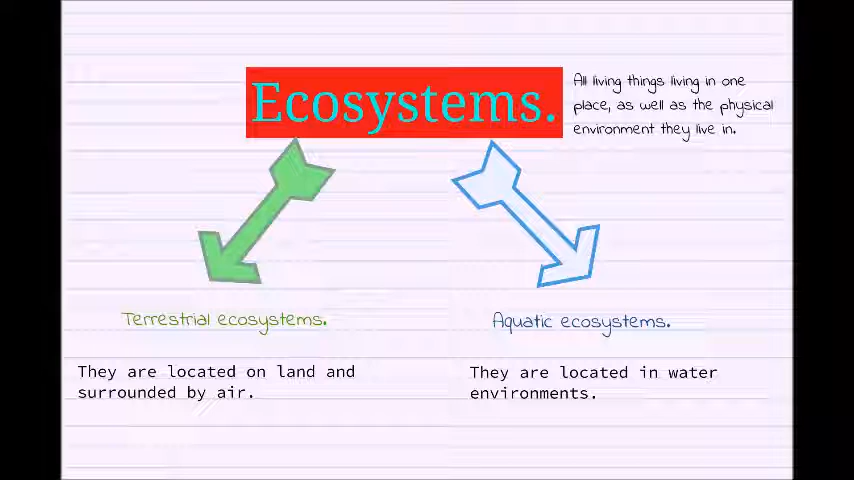 Ecosystems.
All living things living in one
place, as well as the physical
environment they live in.
Terrestrial ecosystems.
Aquatic ecosystems.
They are located on land and
surrounded by air.
They are located in water
environments.